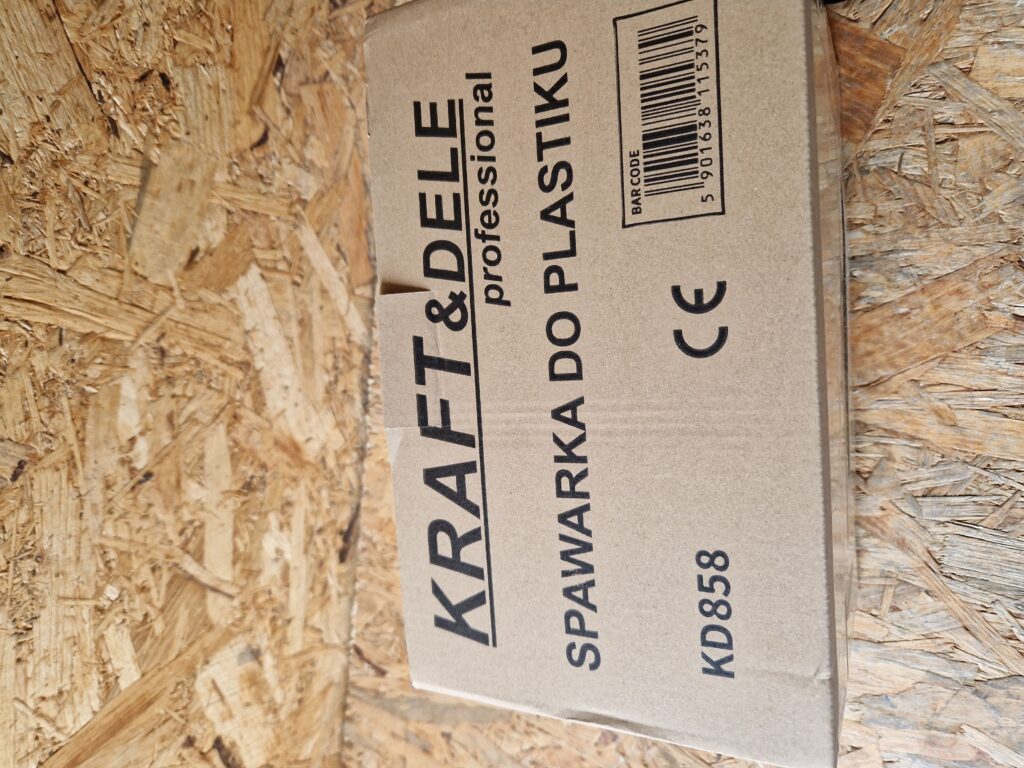 KRAFT&DELE
professional
SPAWARKA DO PLASTIKU
KD858
CE
BAR CODE
5 901638 115379